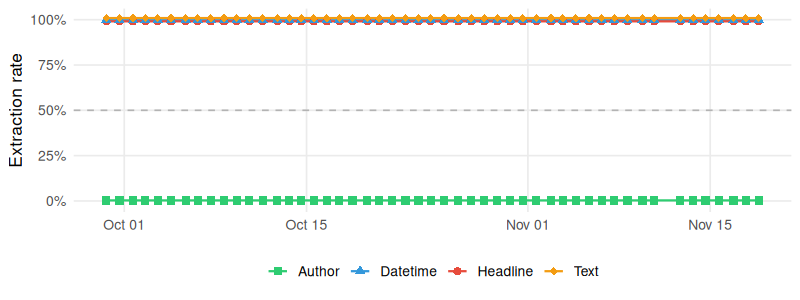 Extraction rate
100%
75%
50%
25%
0%
Oct 01 Oct 15 Nov 01 Nov 15
Author Datetime Headline Text